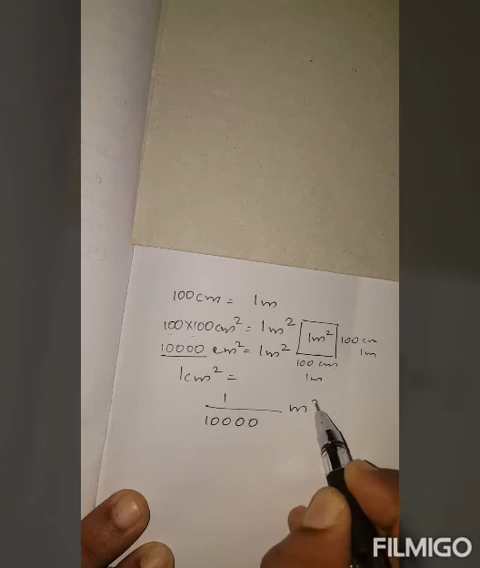 100cm = 1m
100×100cm² = 1m²
10000 cm² = 1m²
1m²
100 cm
1m
100 cm
1m
1cm² =
1
10000
m²
FILMIGO